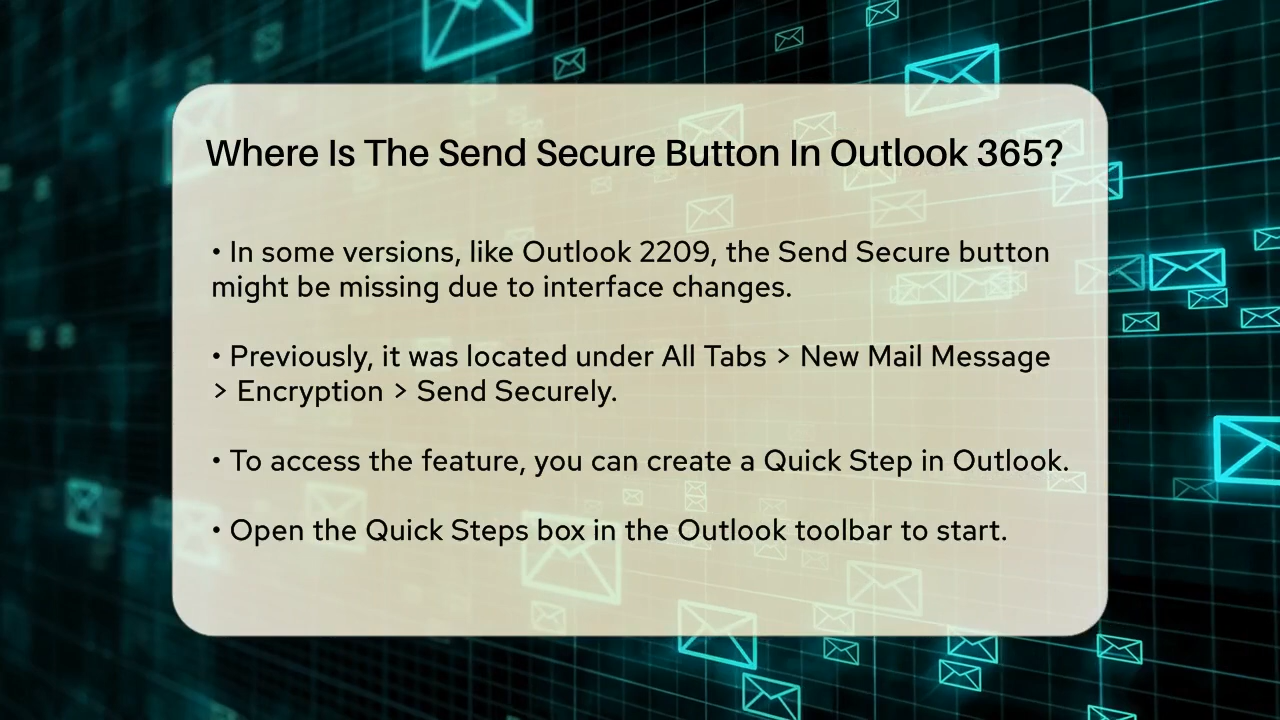 Where Is The Send Secure Button In Outlook 365?
• In some versions, like Outlook 2209, the Send Secure button
might be missing due to interface changes.
• Previously, it was located under All Tabs > New Mail Message
> Encryption > Send Securely.
• To access the feature, you can create a Quick Step in Outlook.
• Open the Quick Steps box in the Outlook toolbar to start.